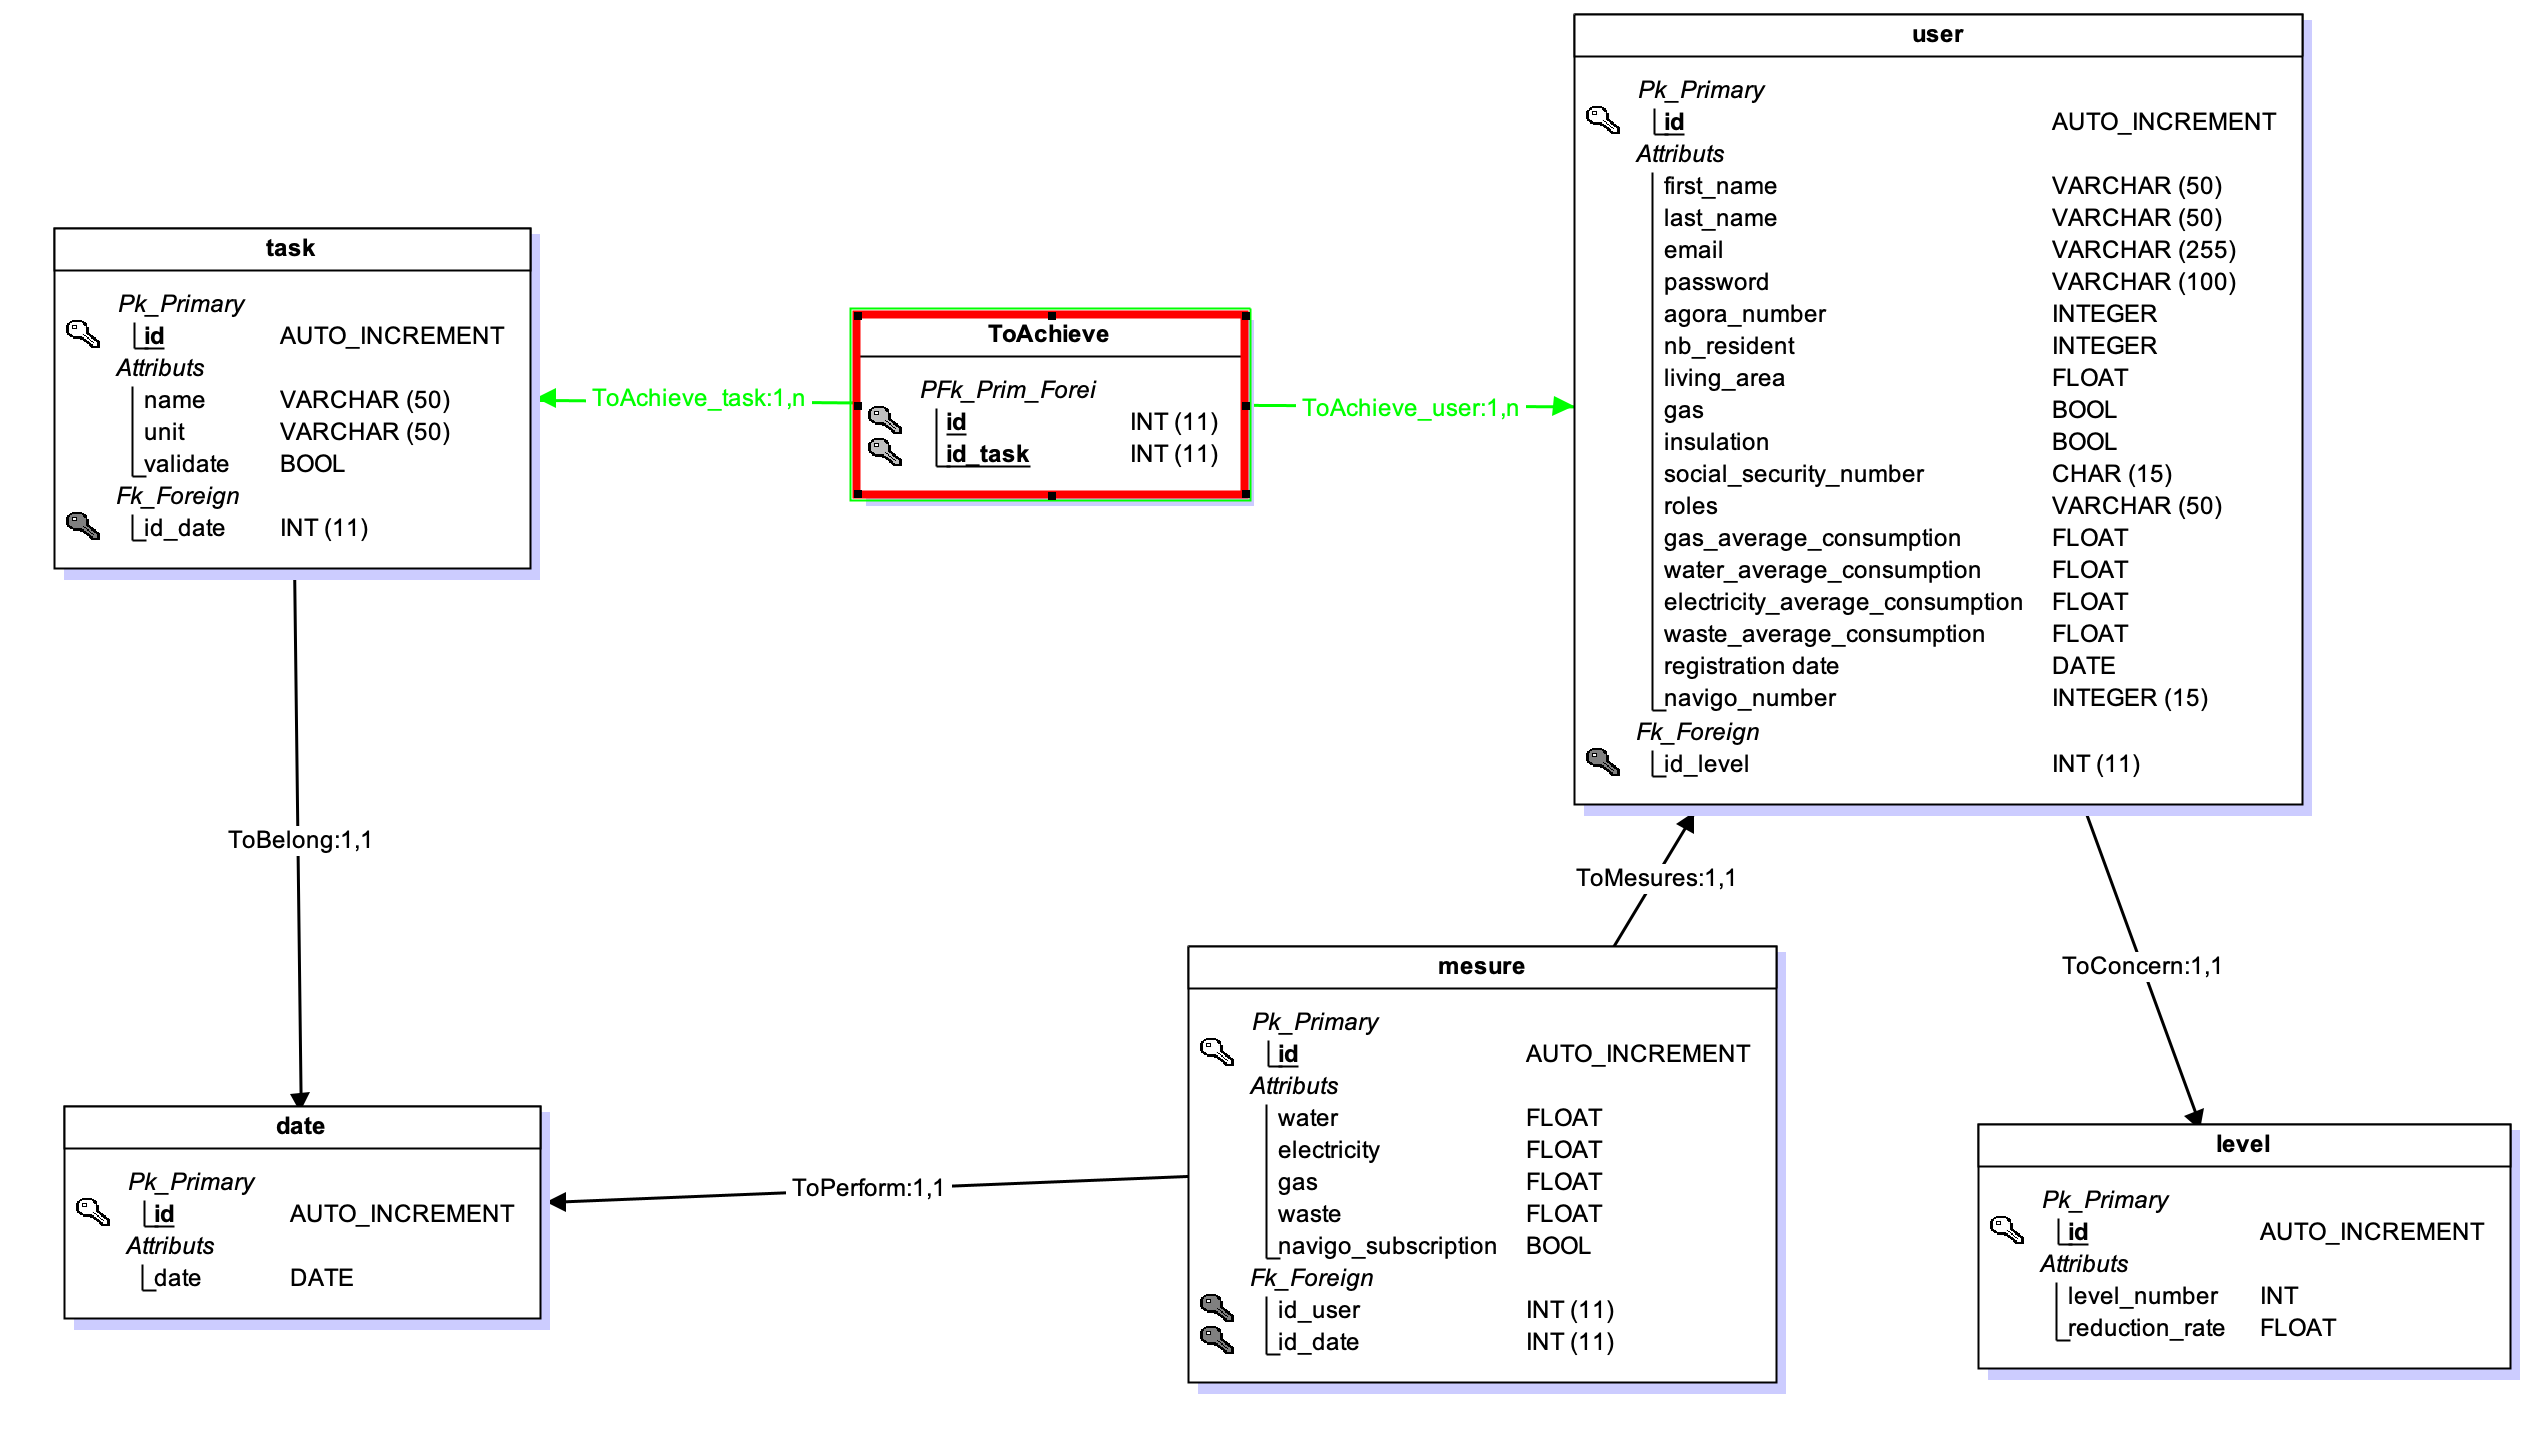 user
Pk_Primary
id AUTO_INCREMENT
Attributs
first_name VARCHAR (50)
last_name VARCHAR (50)
email VARCHAR (255)
password VARCHAR (100)
agora_number INTEGER
nb_resident INTEGER
living_area FLOAT
gas BOOL
insulation BOOL
social_security_number CHAR (15)
roles VARCHAR (50)
gas_average_consumption FLOAT
water_average_consumption FLOAT
electricity_average_consumption FLOAT
waste_average_consumption FLOAT
registration date DATE
navigo_number INTEGER (15)
Fk_Foreign
id_level INT (11)
task
Pk_Primary
id AUTO_INCREMENT
Attributs
name VARCHAR (50)
unit VARCHAR (50)
validate BOOL
Fk_Foreign
id_date INT (11)
ToAchieve_task:1,n
ToAchieve
PFk_Prim_Forei
id INT (11)
id_task INT (11)
ToAchieve_user:1,n
ToBelong:1,1
ToMesures:1,1
ToConcern:1,1
mesure
Pk_Primary
id AUTO_INCREMENT
Attributs
water FLOAT
electricity FLOAT
gas FLOAT
waste FLOAT
navigo_subscription BOOL
Fk_Foreign
id_user INT (11)
id_date INT (11)
ToPerform:1,1
date
Pk_Primary
id AUTO_INCREMENT
Attributs
date DATE
level
Pk_Primary
id AUTO_INCREMENT
Attributs
level_number INT
reduction_rate FLOAT